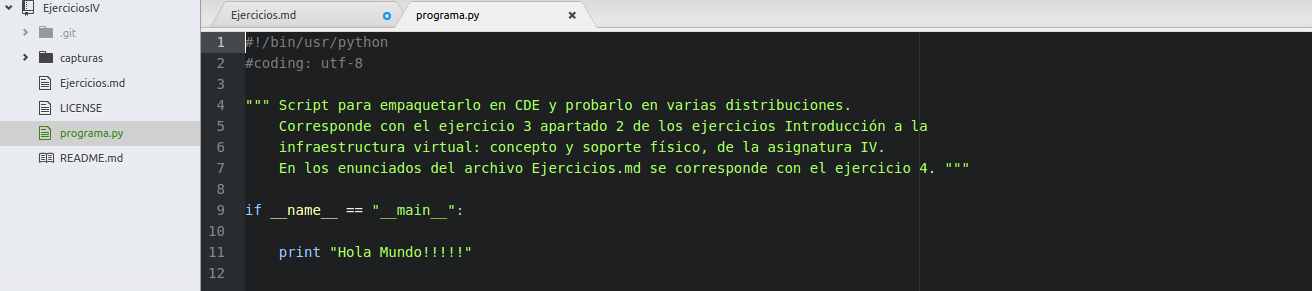 EjerciciosIV
.git
capturas
Ejercicios.md
LICENSE
programa.py
README.md
Ejercicios.md
programa.py
1 #!/bin/usr/python
2 #coding: utf-8
3
4 """ Script para empaquetarlo en CDE y probarlo en varias distribuciones.
5 Corresponde con el ejercicio 3 apartado 2 de los ejercicios Introducción a la
6 infraestructura virtual: concepto y soporte físico, de la asignatura IV.
7 En los enunciados del archivo Ejercicios.md se corresponde con el ejercicio 4. """
8
9 if __name__ == "__main__":
10
11 print "Hola Mundo!!!!!"
12